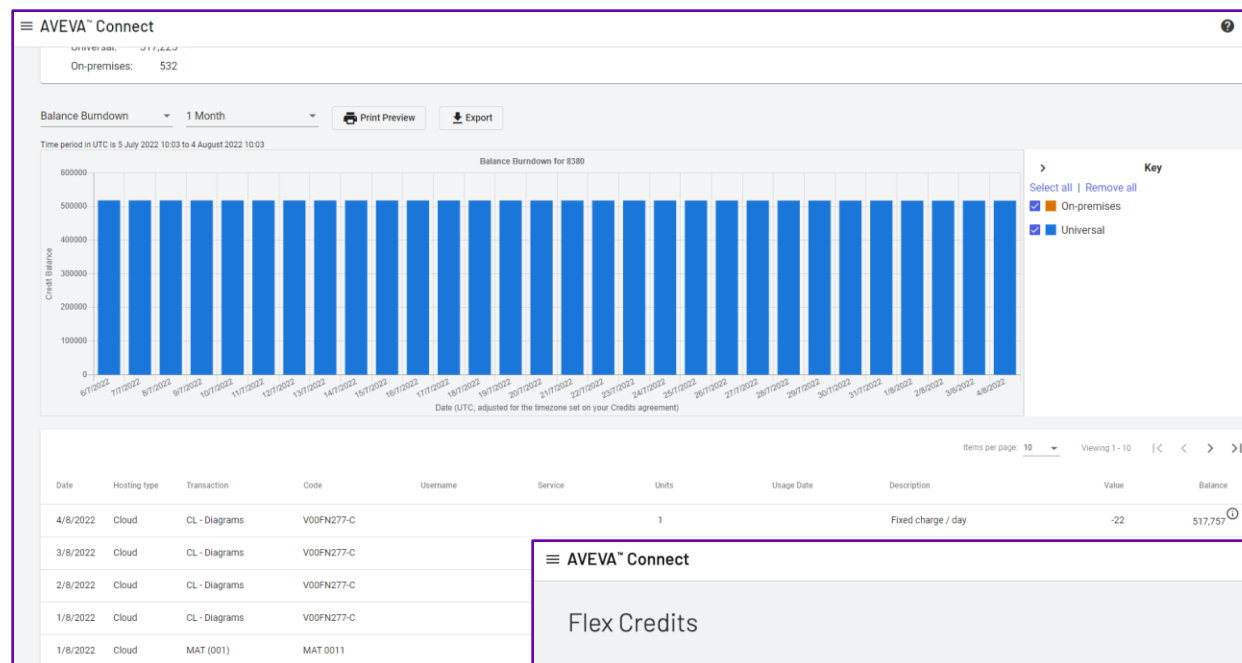 AVEVA™ Connect
Universal: 517,225
On-premises: 532
Balance Burndown 1 Month Print Preview Export
Time period in UTC is 5 July 2022 10:03 to 4 August 2022 10:03
Balance Burndown for 8380
Key
Select all | Remove all
On-premises
Universal
Credit Balance
600000
500000
400000
300000
200000
100000
0
6/7/2022 7/7/2022 8/7/2022 9/7/2022 10/7/2022 11/7/2022 12/7/2022 13/7/2022 14/7/2022 15/7/2022 16/7/2022 17/7/2022 18/7/2022 19/7/2022 20/7/2022 21/7/2022 22/7/2022 23/7/2022 24/7/2022 25/7/2022 26/7/2022 27/7/2022 28/7/2022 29/7/2022 30/7/2022 31/7/2022 1/8/2022 2/8/2022 3/8/2022 4/8/2022
Date (UTC, adjusted for the timezone set on your Credits agreement)
Items per page: 10 Viewing 1 - 10
Date Hosting type Transaction Code Username Service Units Usage Date Description Value Balance
4/8/2022 Cloud CL - Diagrams V00FN277-C 1 Fixed charge / day -22 517,757
3/8/2022 Cloud CL - Diagrams V00FN277-C
2/8/2022 Cloud CL - Diagrams V00FN277-C
1/8/2022 Cloud CL - Diagrams V00FN277-C
1/8/2022 Cloud MAT (001) MAT 0011
AVEVA™ Connect
Flex Credits